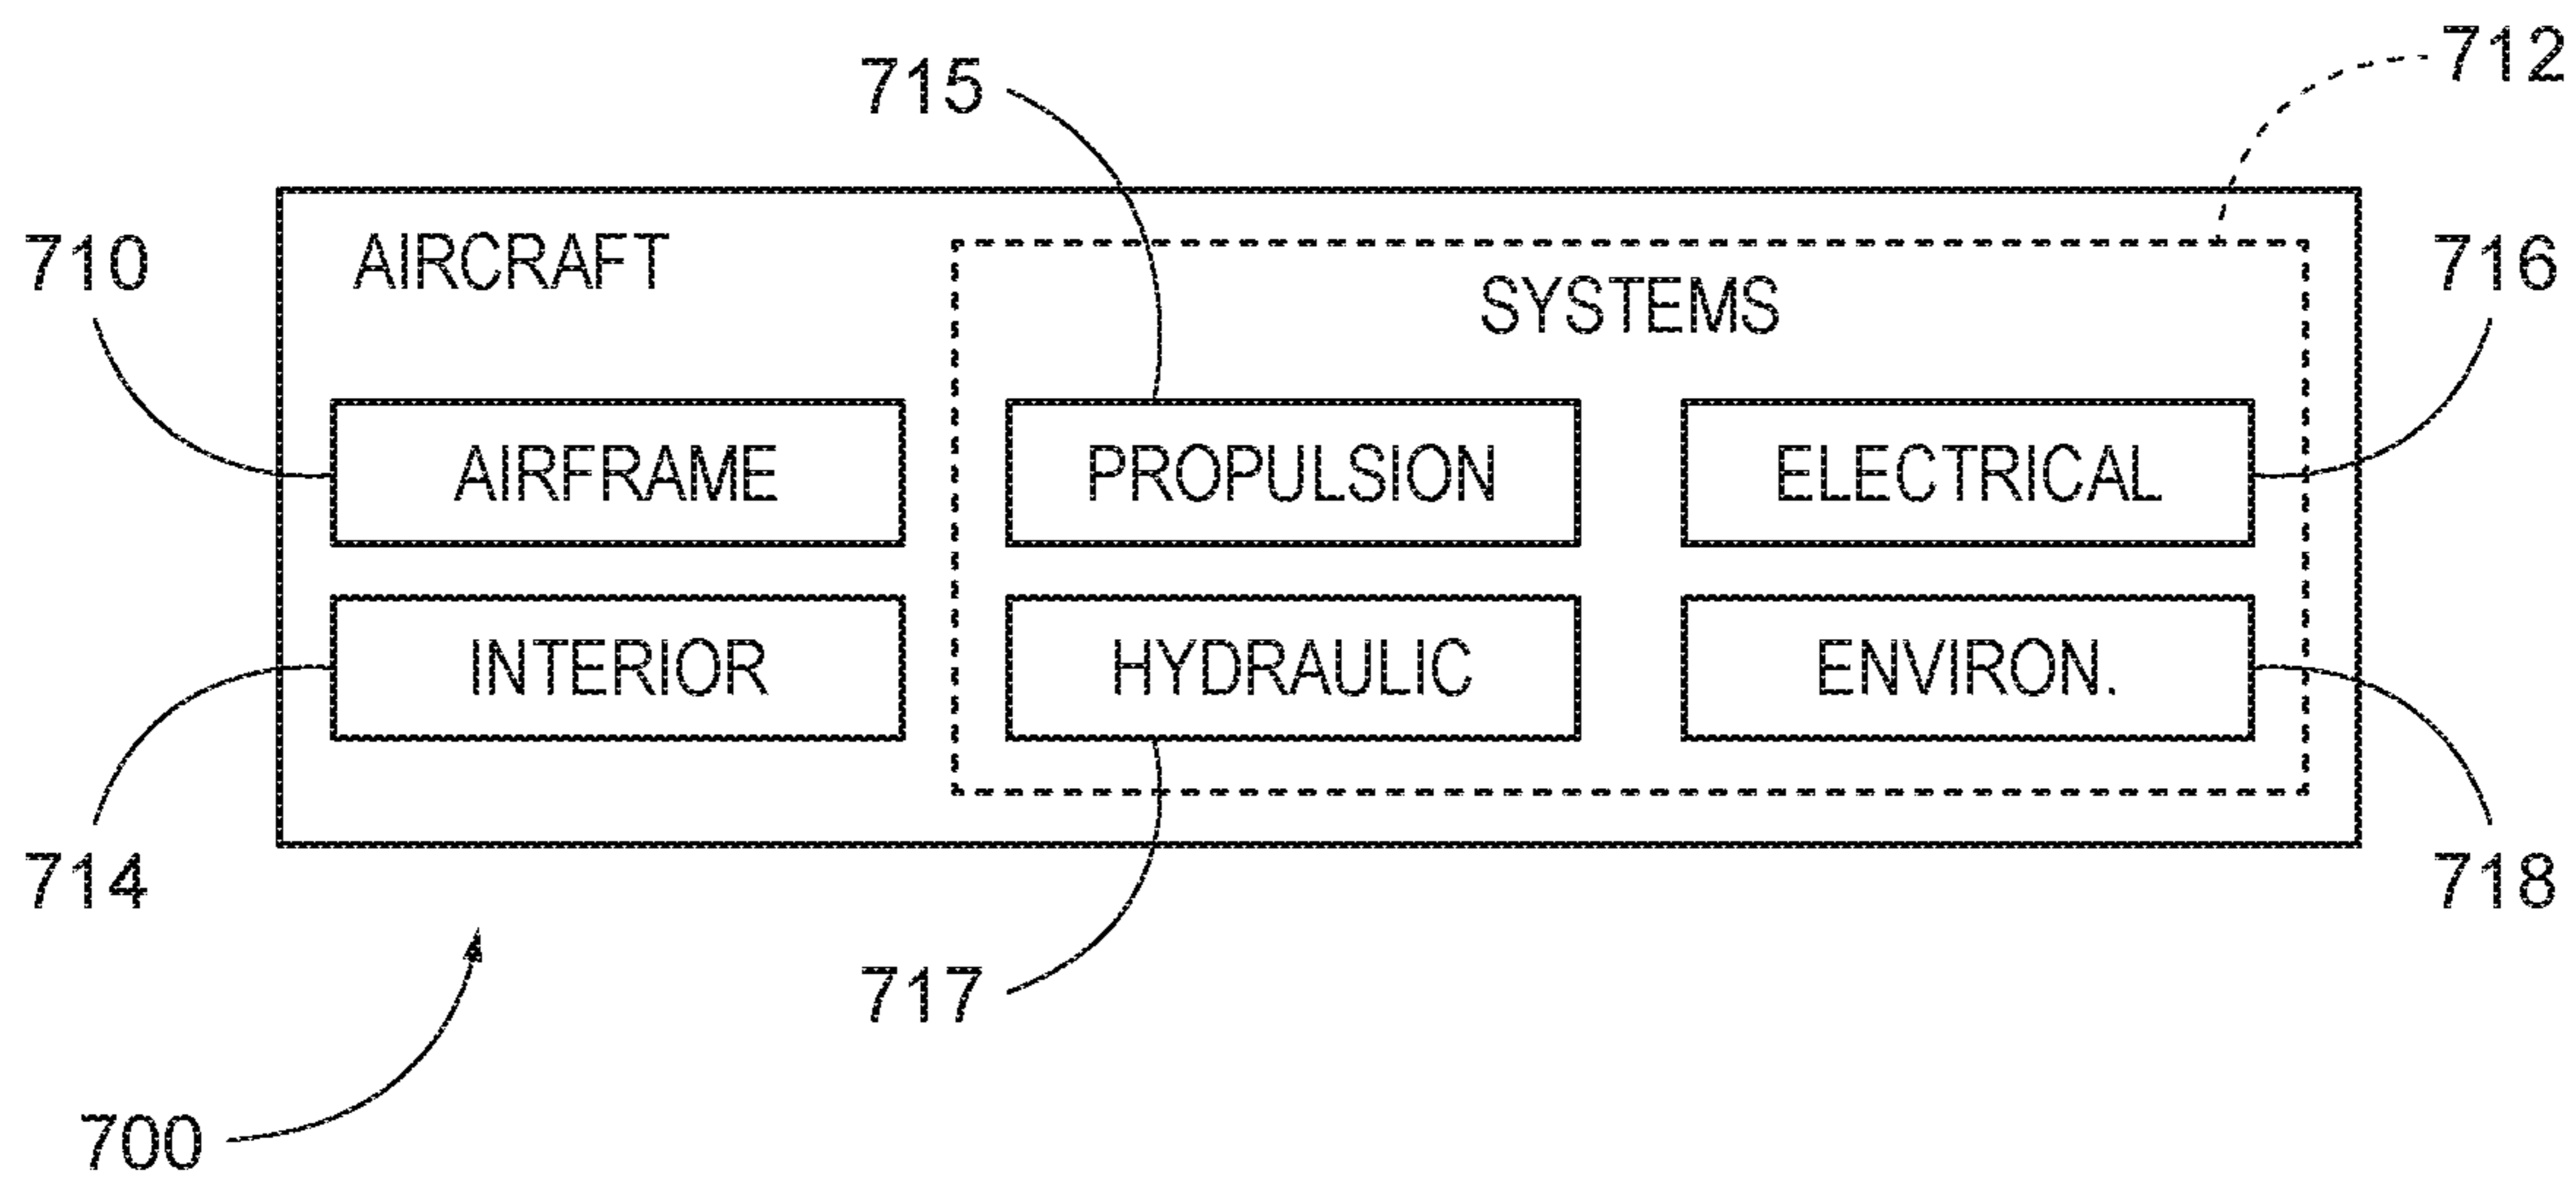 712
715
AIRCRAFT
710
716
SYSTEMS
AIRFRAME
PROPULSION
ELECTRICAL
INTERIOR
HYDRAULIC
ENVIRON.
714
718
717
700